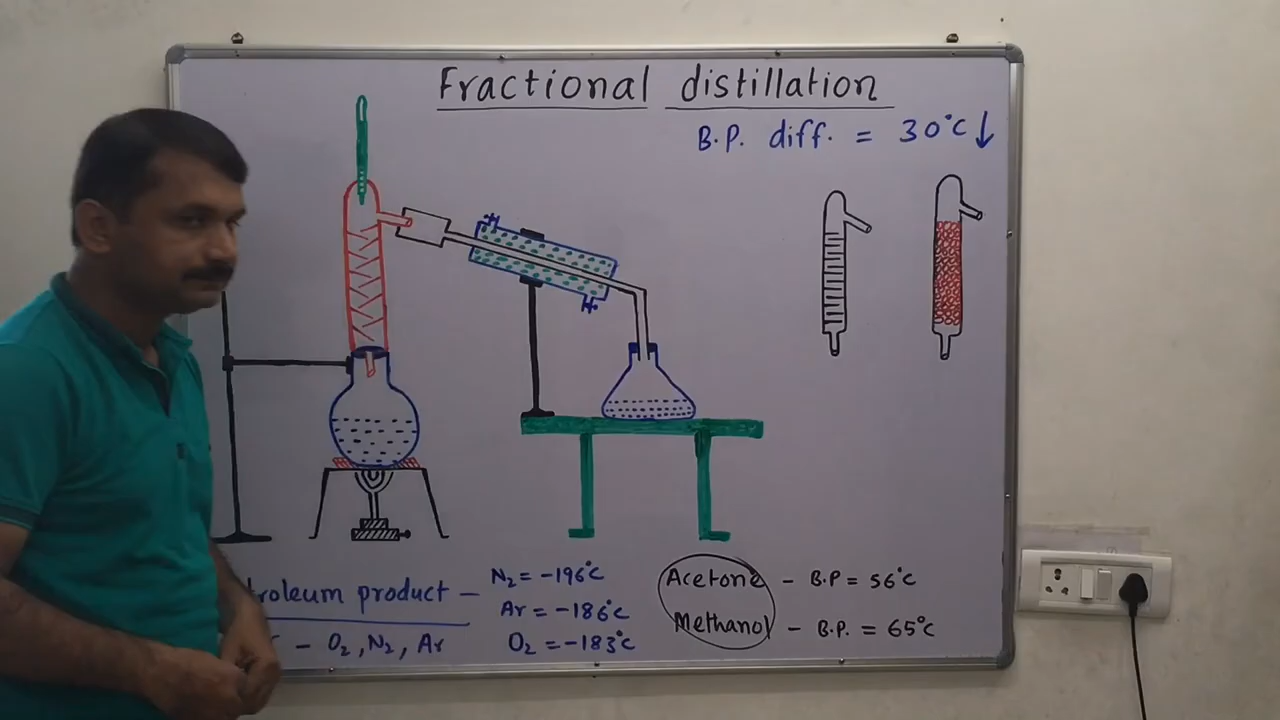 Fractional distillation
B.P. diff. = 30°C ↓
roleum product –
– O₂, N₂, Ar
N₂ = -196°C
Ar = -186°C
O₂ = -183°C
Acetone – B.P = 56°C
Methanol – B.P. = 65°C